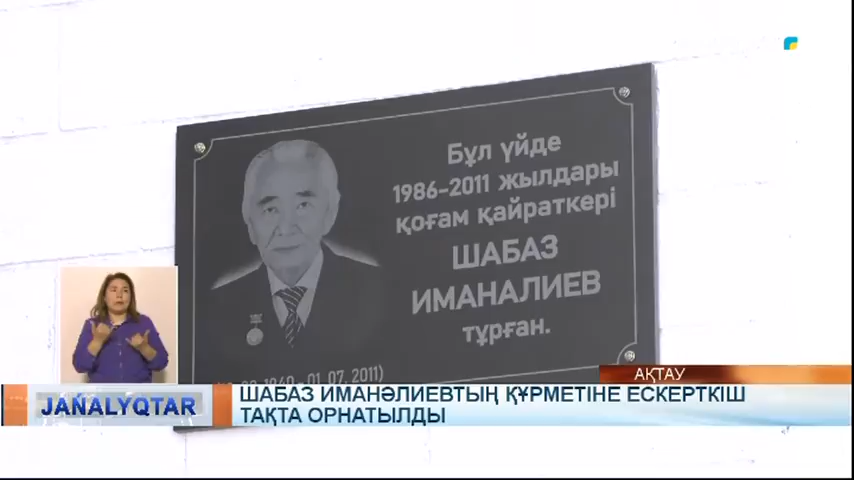 Бұл үйде
1986-2011 жылдары
қоғам қайраткері
ШАБАЗ
ИМАНАЛИЕВ
тұрған.
1940 - 01.07.2011)
АҚТАУ
JAŃALYQTAR
ШАБАЗ ИМАНӘЛИЕВТЫҢ ҚҰРМЕТІНЕ ЕСКЕРТКІШ
ТАҚТА ОРНАТЫЛДЫ